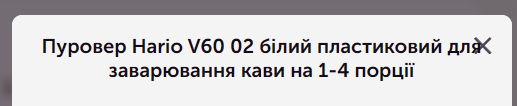 Пуровер Hario V60 02 білий пластиковий для
заварювання кави на 1-4 порції